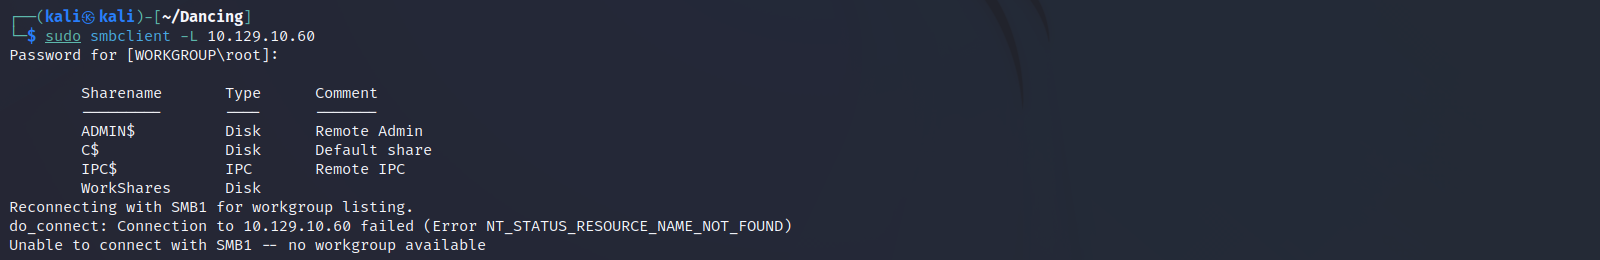 ┌──(kali㉿kali)-[~/Dancing]
└─$ sudo smbclient -L 10.129.10.60
Password for [WORKGROUP\root]:
Sharename Type Comment
--------- ---- -------
ADMIN$ Disk Remote Admin
C$ Disk Default share
IPC$ IPC Remote IPC
WorkShares Disk
Reconnecting with SMB1 for workgroup listing.
do_connect: Connection to 10.129.10.60 failed (Error NT_STATUS_RESOURCE_NAME_NOT_FOUND)
Unable to connect with SMB1 -- no workgroup available